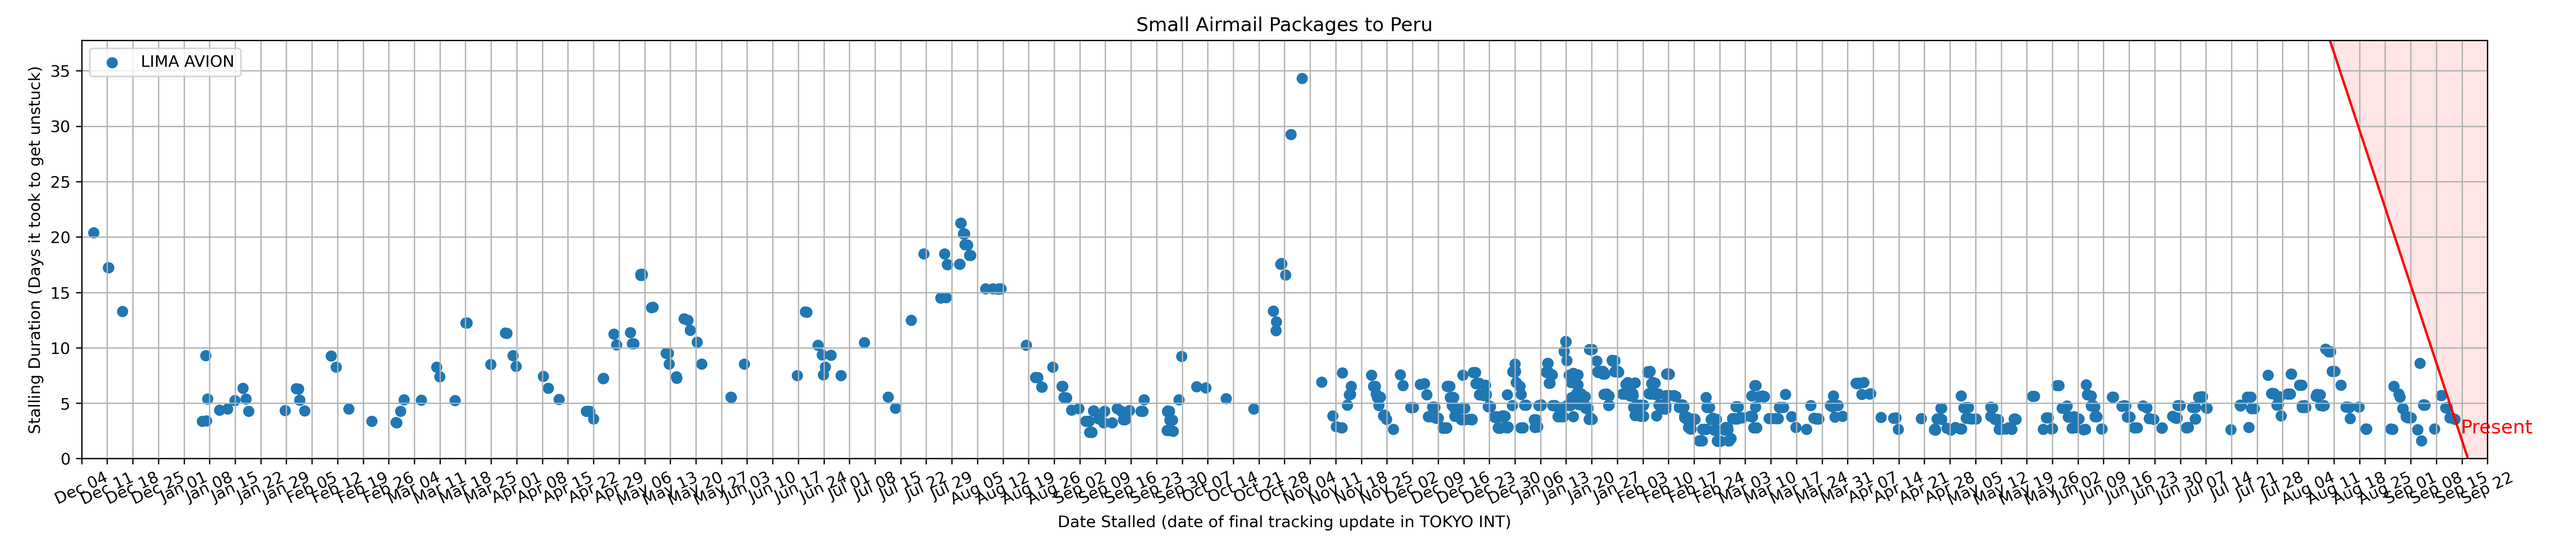 Small Airmail Packages to Peru
LIMA AVION
Stalling Duration (Days it took to get unstuck)
35
30
25
20
15
10
5
0
Present
Dec 04 Dec 11 Dec 18 Dec 25 Jan 01 Jan 08 Jan 15 Jan 22 Jan 29 Feb 05 Feb 12 Feb 19 Feb 26 Mar 04 Mar 11 Mar 18 Mar 25 Apr 01 Apr 08 Apr 15 Apr 22 Apr 29 May 06 May 13 May 20 May 27 Jun 03 Jun 10 Jun 17 Jun 24 Jul 01 Jul 08 Jul 15 Jul 22 Jul 29 Aug 05 Aug 12 Aug 19 Aug 26 Sep 02 Sep 09 Sep 16 Sep 23 Sep 30 Oct 07 Oct 14 Oct 21 Oct 28 Nov 04 Nov 11 Nov 18 Nov 25 Dec 02 Dec 09 Dec 16 Dec 23 Dec 30 Jan 06 Jan 13 Jan 20 Jan 27 Feb 03 Feb 10 Feb 17 Feb 24 Mar 03 Mar 10 Mar 17 Mar 24 Mar 31 Apr 07 Apr 14 Apr 21 Apr 28 May 05 May 12 May 19 May 26 Jun 02 Jun 09 Jun 16 Jun 23 Jun 30 Jul 07 Jul 14 Jul 21 Jul 28 Aug 04 Aug 11 Aug 18 Aug 25 Sep 01 Sep 08 Sep 15 Sep 22
Date Stalled (date of final tracking update in TOKYO INT)